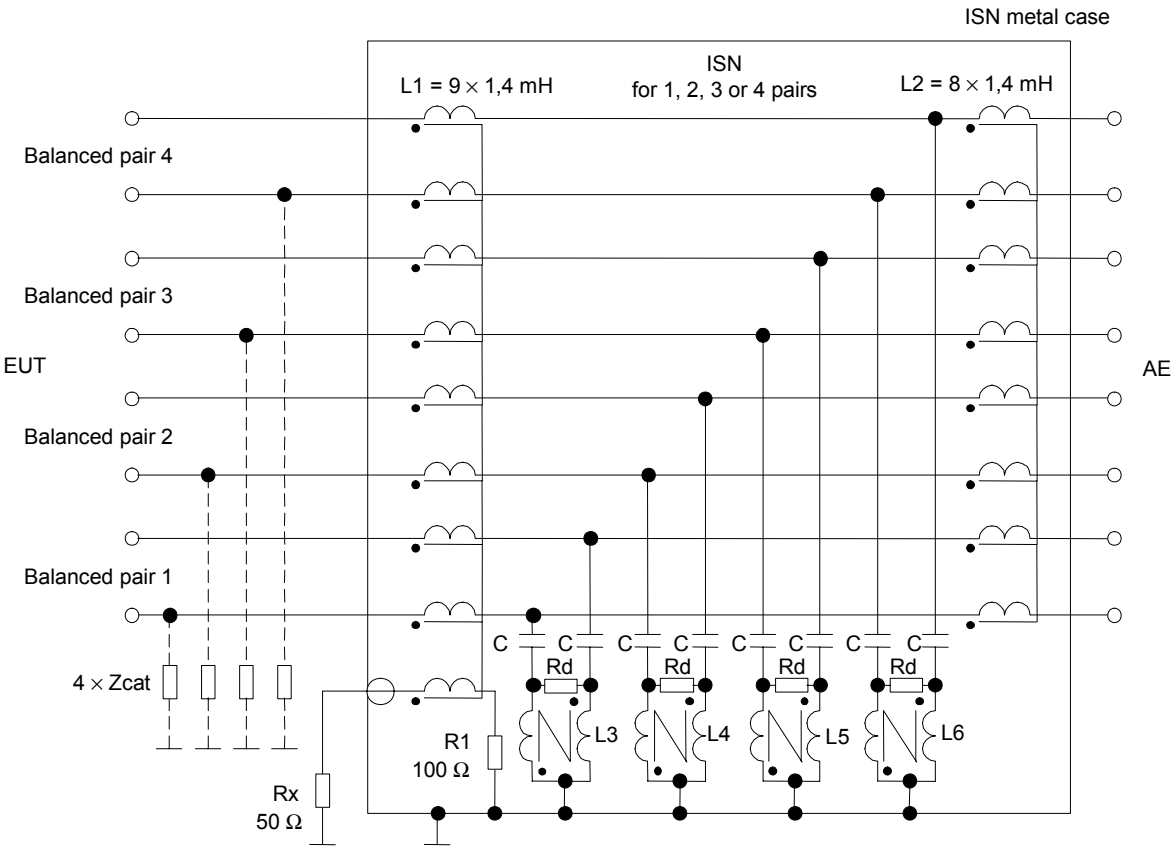 ISN metal case
ISN
for 1, 2, 3 or 4 pairs
L1 = 9 × 1,4 mH
L2 = 8 × 1,4 mH
Balanced pair 4
Balanced pair 3
EUT
AE
Balanced pair 2
Balanced pair 1
C C C C C C C C
Rd Rd Rd Rd
4 × Zcat
L3 L4 L5 L6
R1
100 Ω
Rx
50 Ω